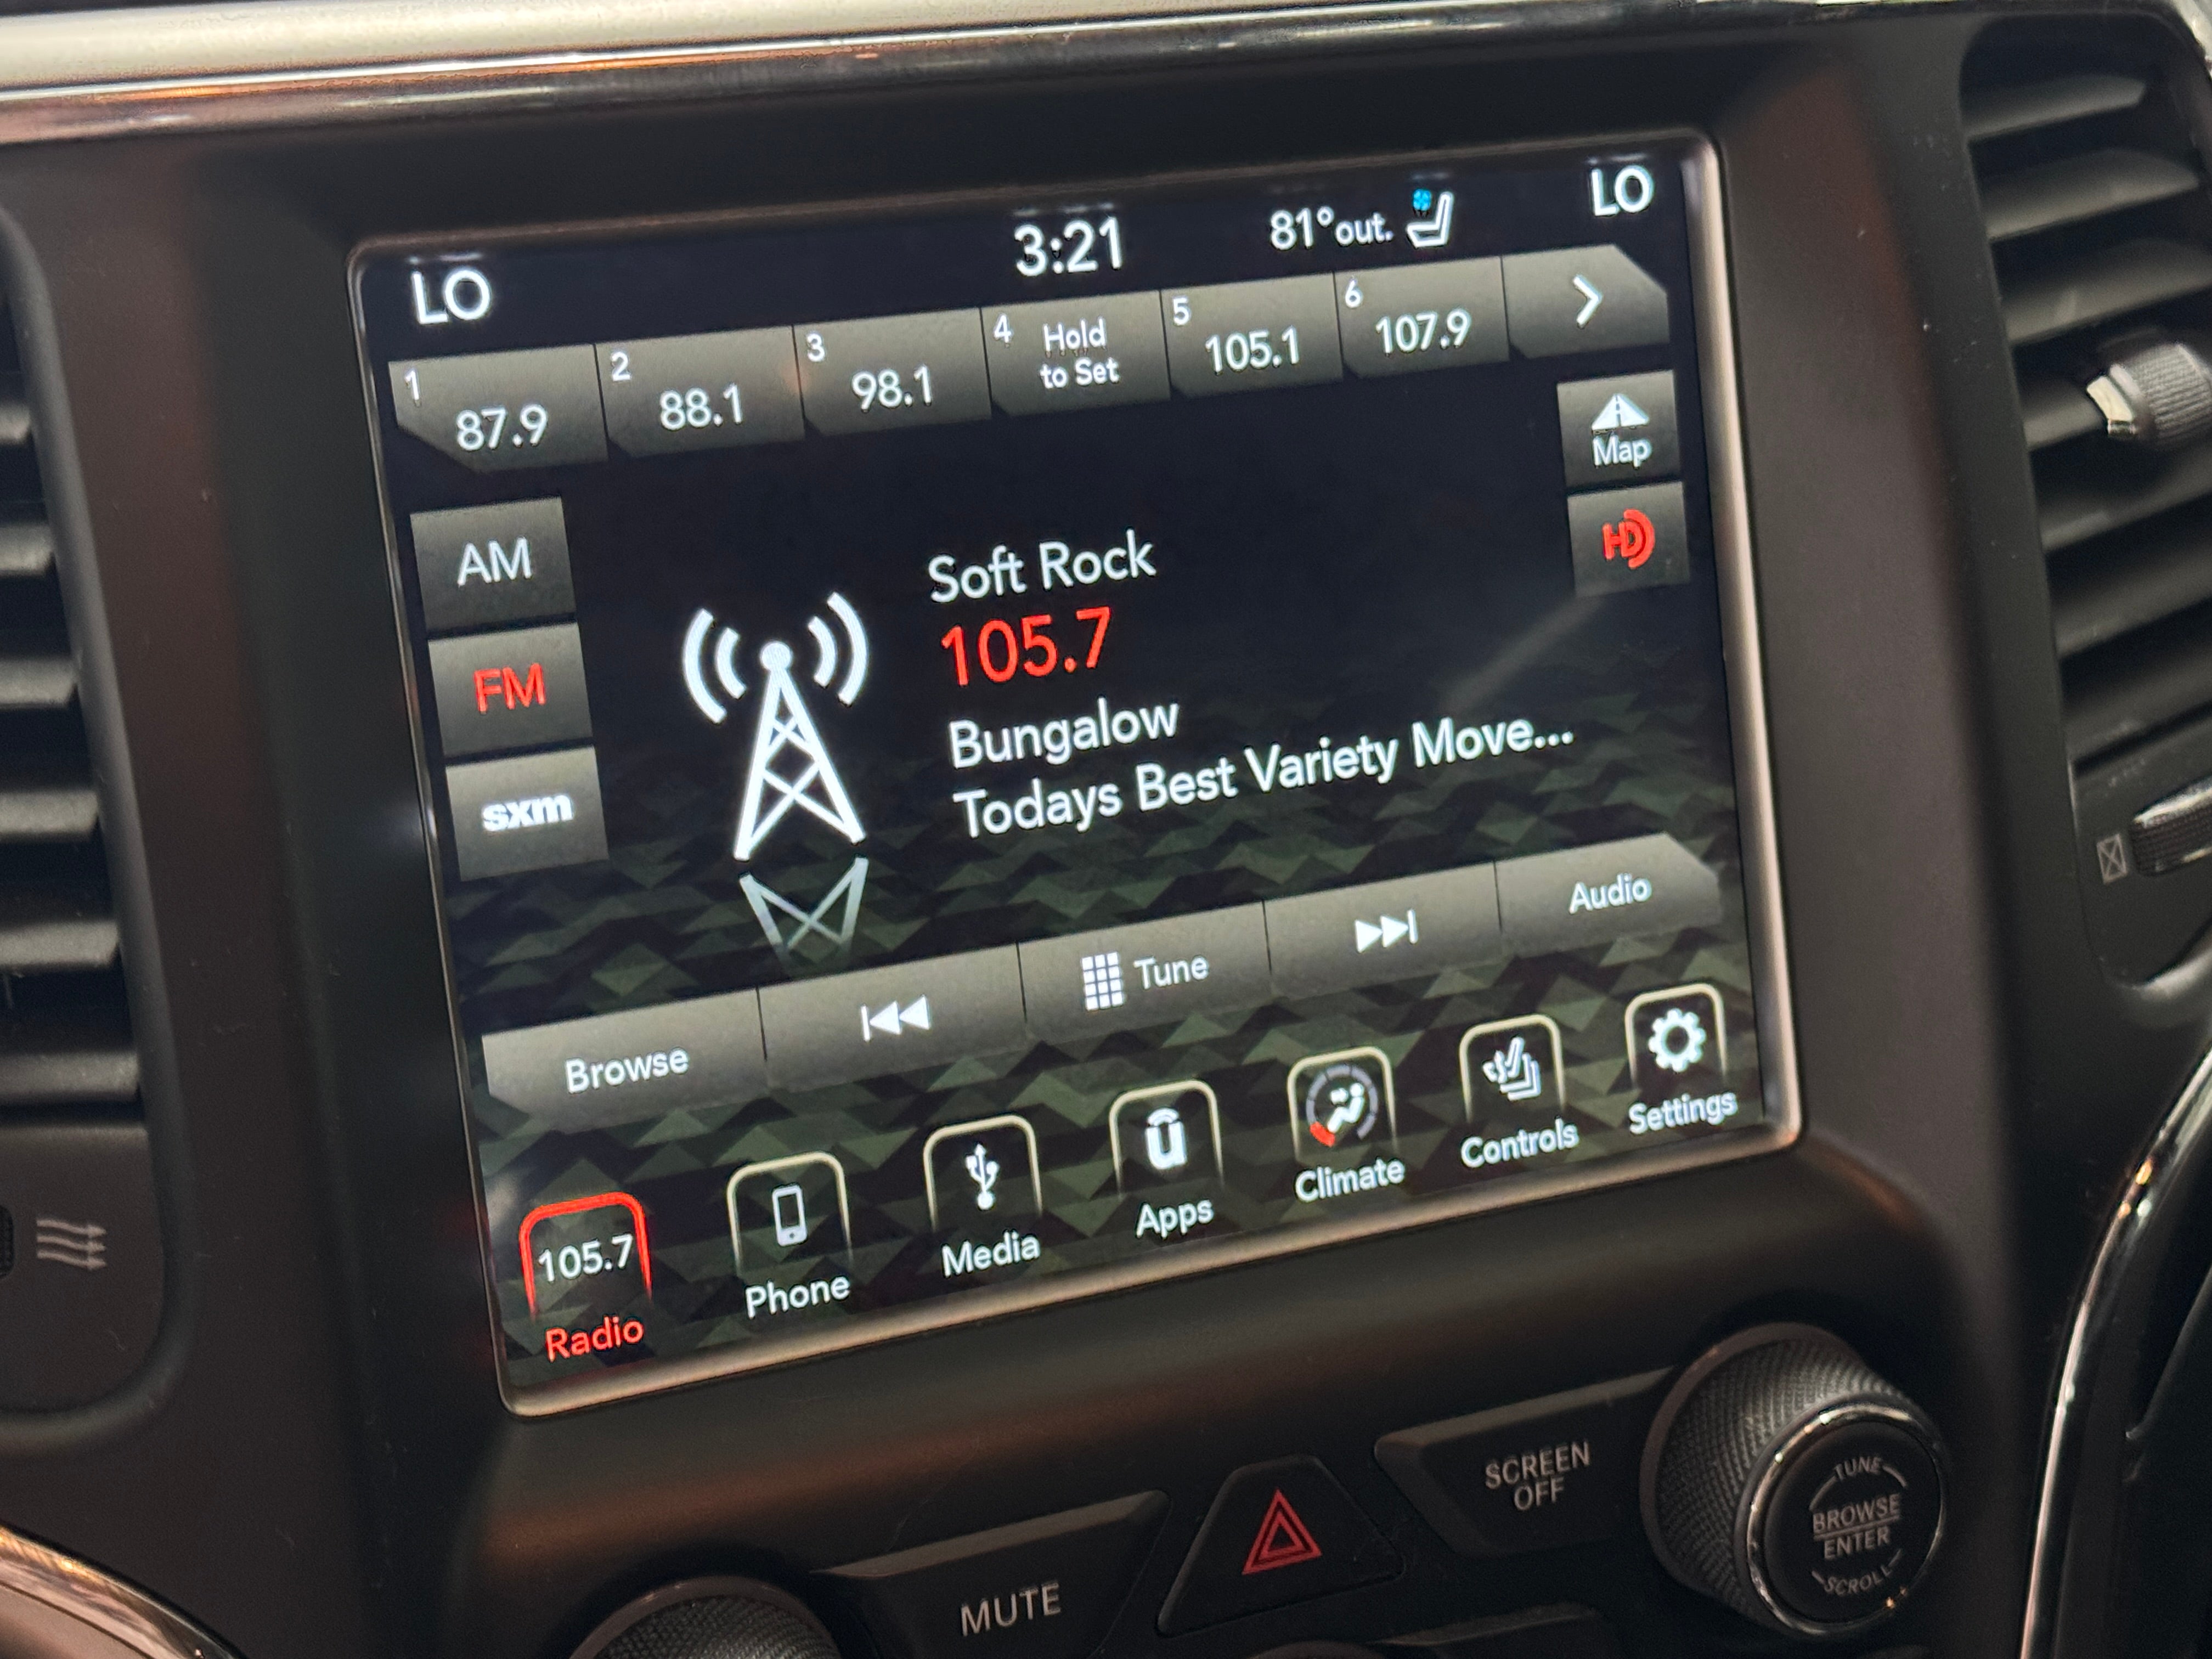 LO
3:21
81°out.
LO
1 87.9
2 88.1
3 98.1
4 Hold
to Set
5 105.1
6 107.9
Map
HD
AM
FM
sxm
Soft Rock
105.7
Bungalow
Todays Best Variety Move...
Browse
Tune
Audio
105.7
Radio
Phone
Media
Apps
Climate
Controls
Settings
MUTE
SCREEN
OFF
TUNE
BROWSE
ENTER
SCROLL